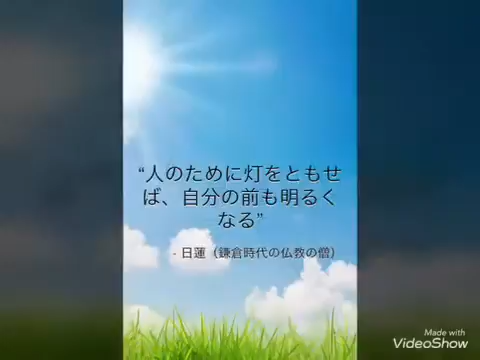 “人のために灯をともせ
ば、自分の前も明るく
なる”
- 日蓮（鎌倉時代の仏教の僧）
Made with
VideoShow